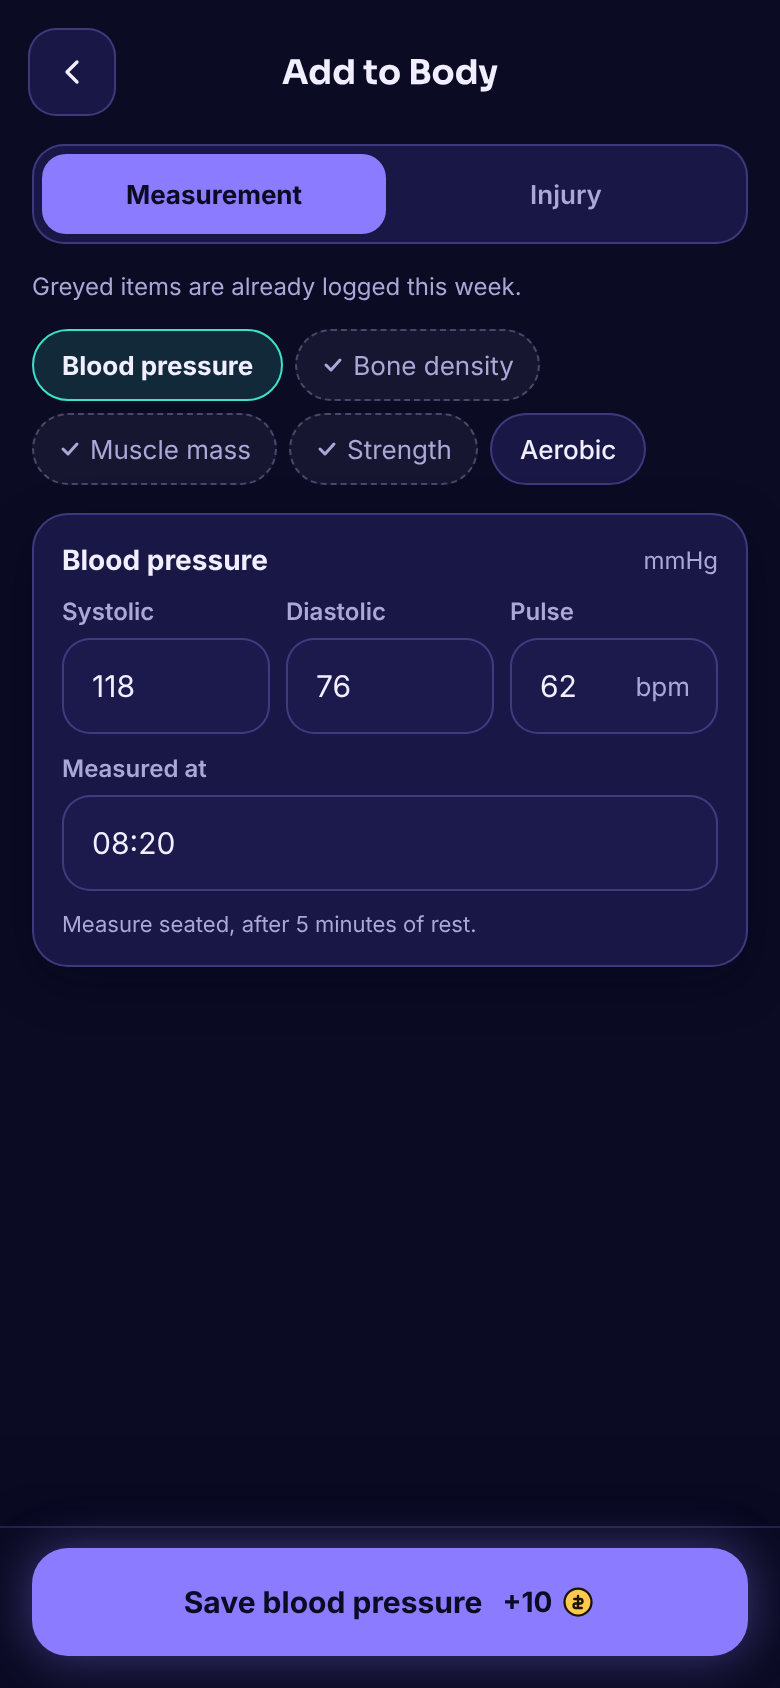 Add to Body
Measurement Injury
Greyed items are already logged this week.
Blood pressure Bone density
Muscle mass Strength Aerobic
Blood pressure mmHg
Systolic Diastolic Pulse
118 76 62 bpm
Measured at
08:20
Measure seated, after 5 minutes of rest.
Save blood pressure +10